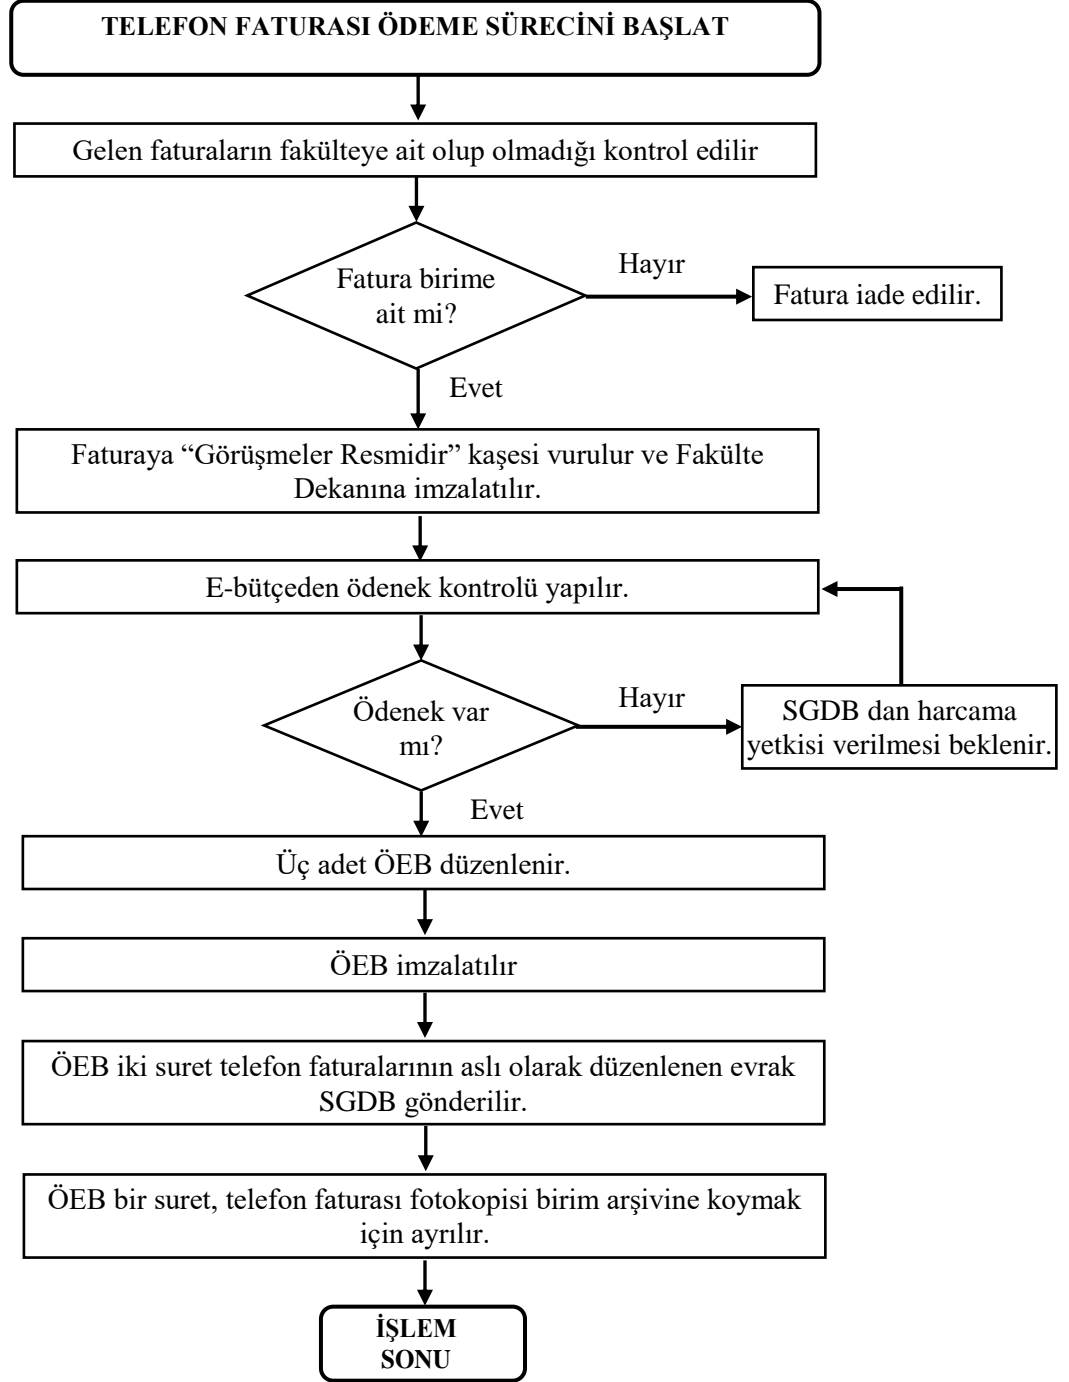 TELEFON FATURASI ÖDEME SÜRECİNİ BAŞLAT
Gelen faturaların fakülteye ait olup olmadığı kontrol edilir
Fatura birime
ait mi?
Hayır
Fatura iade edilir.
Evet
Faturaya “Görüşmeler Resmidir” kaşesi vurulur ve Fakülte
Dekanına imzalatılır.
E-bütçeden ödenek kontrolü yapılır.
Ödenek var
mı?
Hayır
SGDB dan harcama
yetkisi verilmesi beklenir.
Evet
Üç adet ÖEB düzenlenir.
ÖEB imzalatılır
ÖEB iki suret telefon faturalarının aslı olarak düzenlenen evrak
SGDB gönderilir.
ÖEB bir suret, telefon faturası fotokopisi birim arşivine koymak
için ayrılır.
İŞLEM
SONU